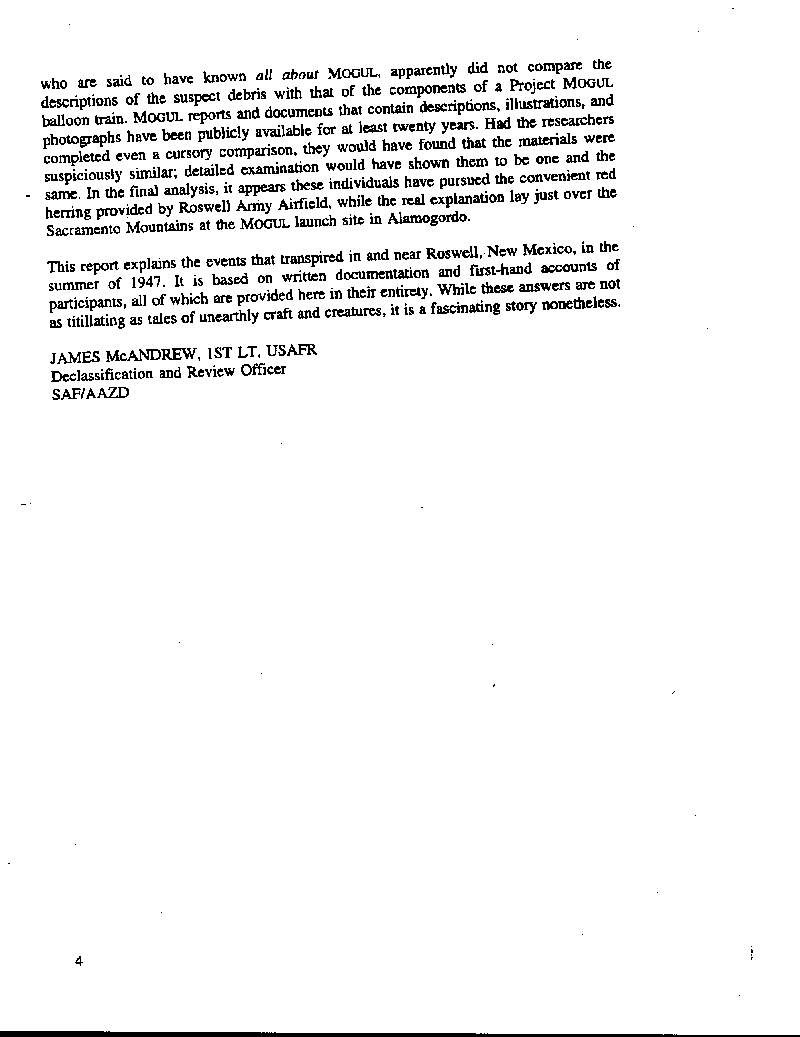 who are said to have known all about MOGUL, apparently did not compare the
descriptions of the suspect debris with that of the components of a Project MOGUL
balloon train. MOGUL reports and documents that contain descriptions, illustrations, and
photographs have been publicly available for at least twenty years. Had the researchers
completed even a cursory comparison, they would have found that the materials were
suspiciously similar; detailed examination would have shown them to be one and the
same. In the final analysis, it appears these individuals have pursued the convenient red
herring provided by Roswell Army Airfield, while the real explanation lay just over the
Sacramento Mountains at the MOGUL launch site in Alamogordo.
This report explains the events that transpired in and near Roswell, New Mexico, in the
summer of 1947. It is based on written documentation and first-hand accounts of
participants, all of which are provided here in their entirety. While these answers are not
as titillating as tales of unearthly craft and creatures, it is a fascinating story nonetheless.
JAMES McANDREW, 1ST LT, USAFR
Declassification and Review Officer
SAF/AAZD
4